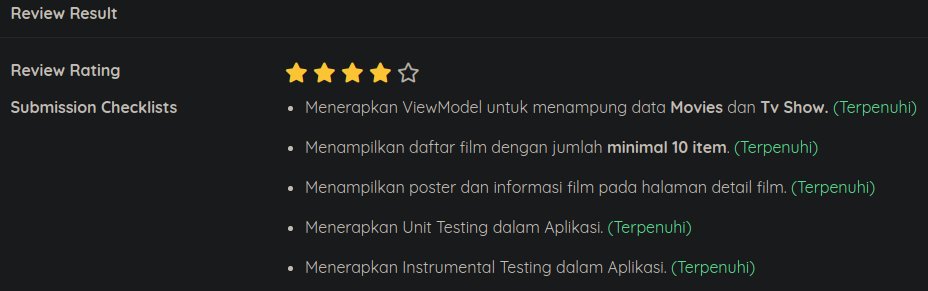 Review Result
Review Rating
Submission Checklists
• Menerapkan ViewModel untuk menampung data Movies dan Tv Show. (Terpenuhi)
• Menampilkan daftar film dengan jumlah minimal 10 item. (Terpenuhi)
• Menampilkan poster dan informasi film pada halaman detail film. (Terpenuhi)
• Menerapkan Unit Testing dalam Aplikasi. (Terpenuhi)
• Menerapkan Instrumental Testing dalam Aplikasi. (Terpenuhi)